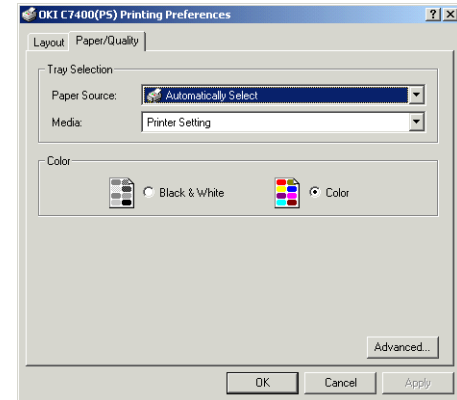 OKI C7400(PS) Printing Preferences
Layout Paper/Quality
Tray Selection
Paper Source: Automatically Select
Media: Printer Setting
Color
Black & White Color
Advanced...
OK Cancel Apply